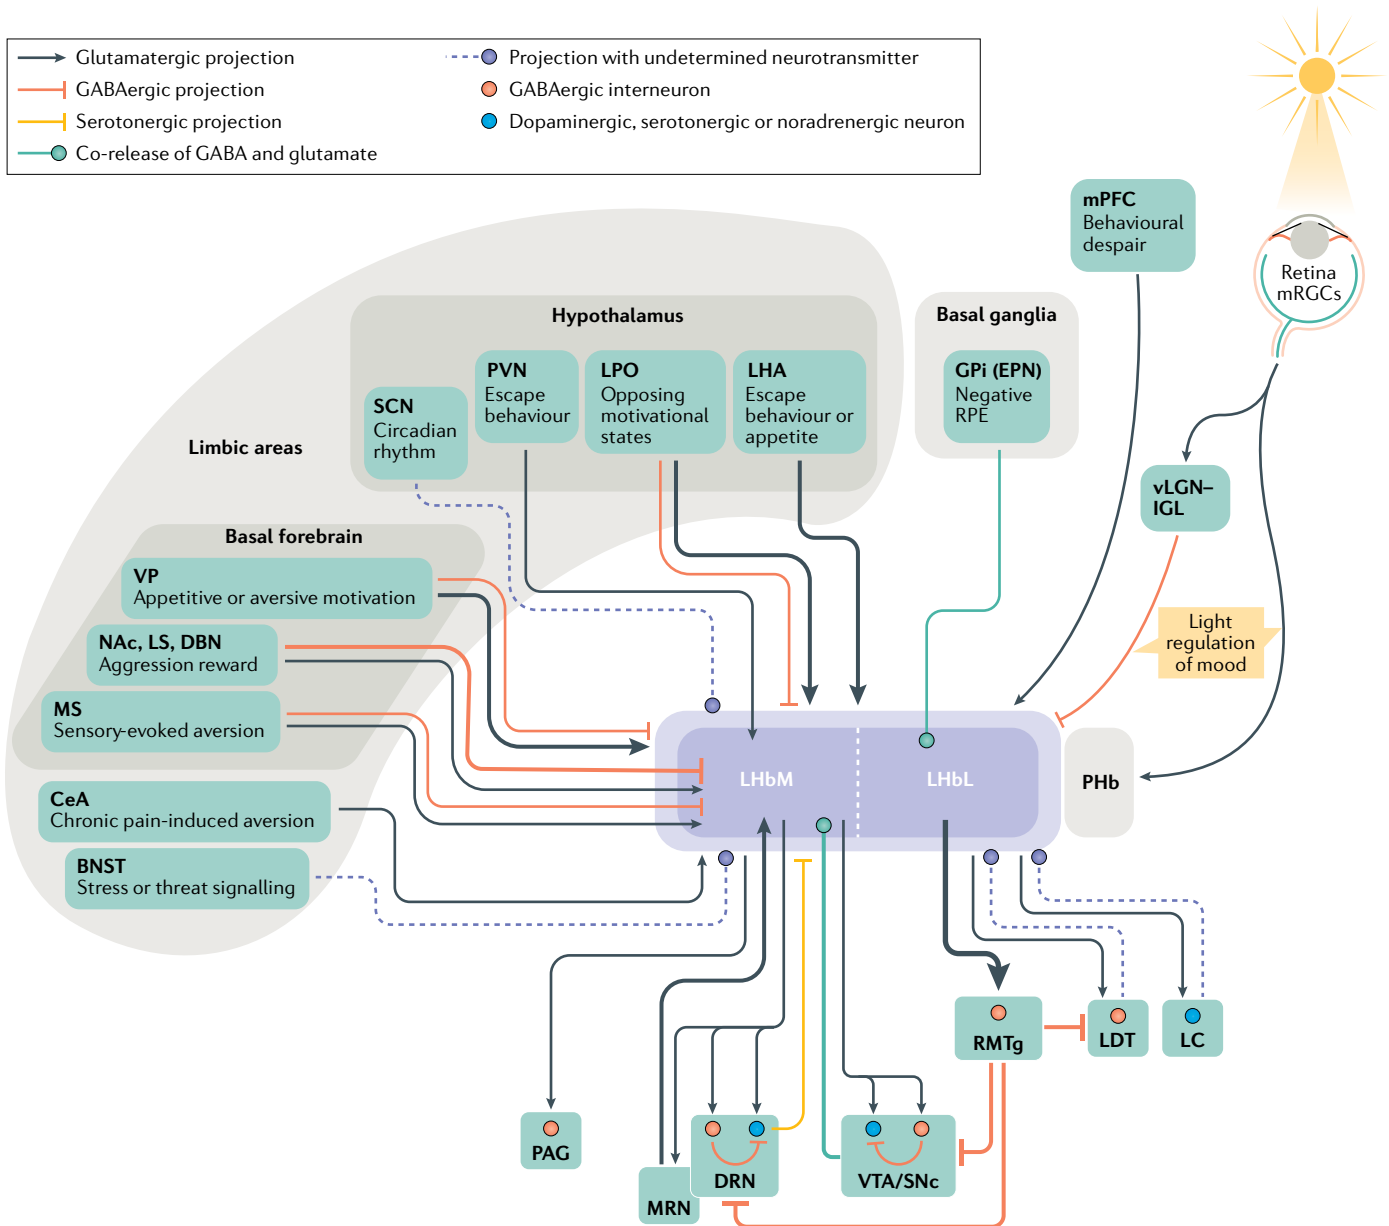 Glutamatergic projection
GABAergic projection
Serotonergic projection
Co-release of GABA and glutamate
Projection with undetermined neurotransmitter
GABAergic interneuron
Dopaminergic, serotonergic or noradrenergic neuron
mPFC
Behavioural
despair
Retina
mRGCs
Hypothalamus
Basal ganglia
PVN
Escape
behaviour
LPO
Opposing
motivational
states
LHA
Escape
behaviour or
appetite
GPi (EPN)
Negative
RPE
SCN
Circadian
rhythm
Limbic areas
vLGN–
IGL
Basal forebrain
VP
Appetitive or aversive motivation
NAc, LS, DBN
Aggression reward
Light
regulation
of mood
MS
Sensory-evoked aversion
LHbM
LHbL
PHb
CeA
Chronic pain-induced aversion
BNST
Stress or threat signalling
RMTg
LDT
LC
PAG
MRN
DRN
VTA/SNc